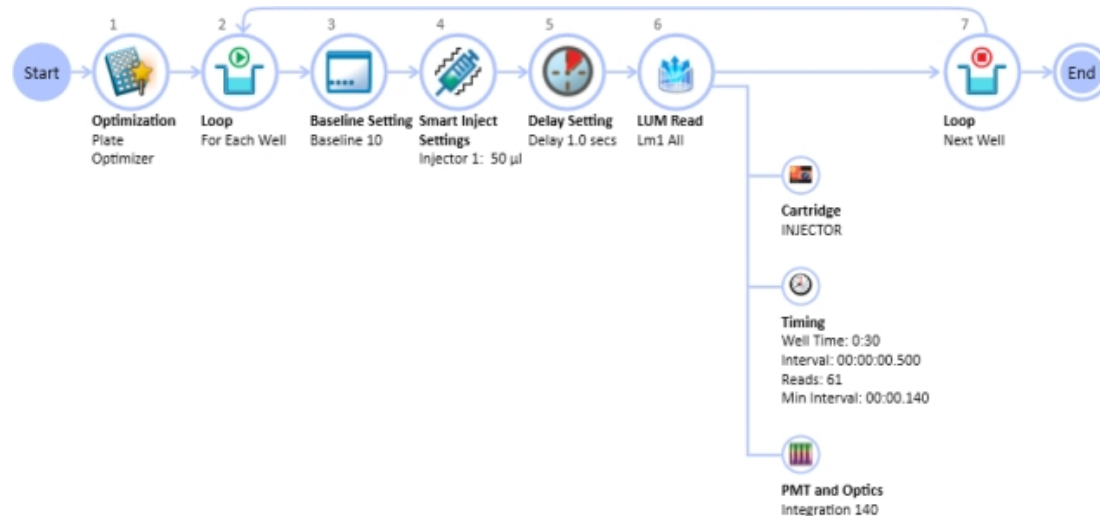 1
2
3
4
5
6
7
Start
End
Optimization
Plate
Optimizer
Loop
For Each Well
Baseline Setting
Baseline 10
Smart Inject
Settings
Injector 1: 50 µl
Delay Setting
Delay 1.0 secs
LUM Read
Lm1 All
Loop
Next Well
Cartridge
INJECTOR
Timing
Well Time: 0:30
Interval: 00:00:00.500
Reads: 61
Min Interval: 00:00.140
PMT and Optics
Integration 140